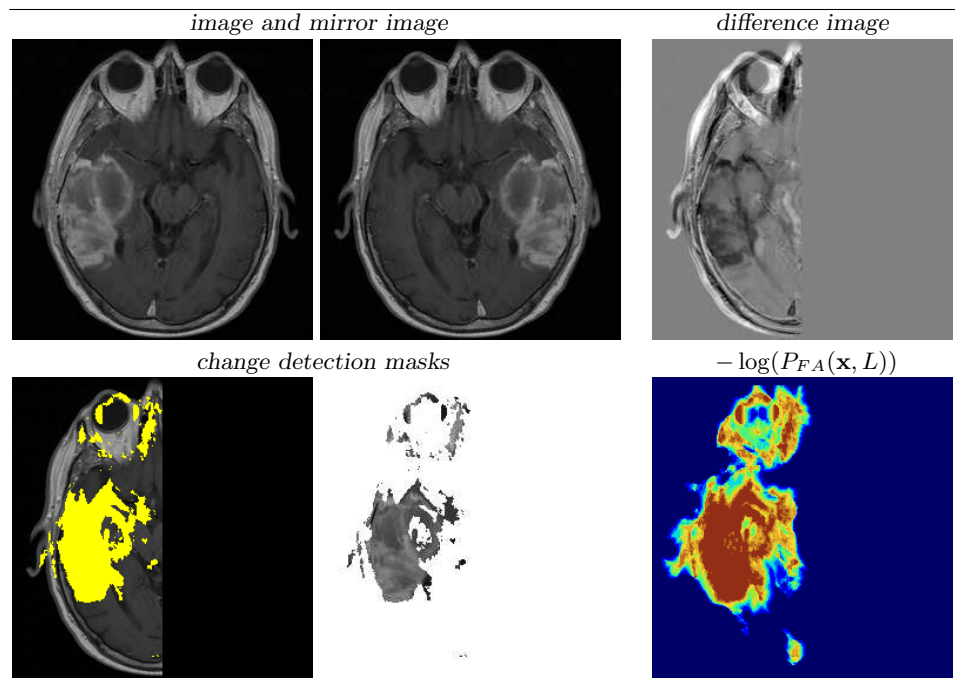 image and mirror image
difference image
change detection masks
− log(P_{FA}(x, L))